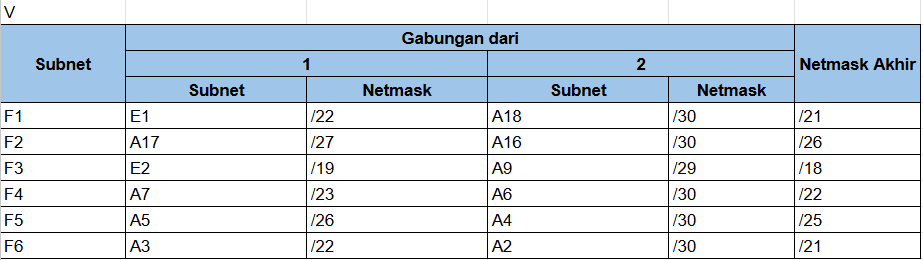 V
Subnet Gabungan dari Netmask Akhir
1 2
Subnet Netmask Subnet Netmask
F1 E1 /22 A18 /30 /21
F2 A17 /27 A16 /30 /26
F3 E2 /19 A9 /29 /18
F4 A7 /23 A6 /30 /22
F5 A5 /26 A4 /30 /25
F6 A3 /22 A2 /30 /21